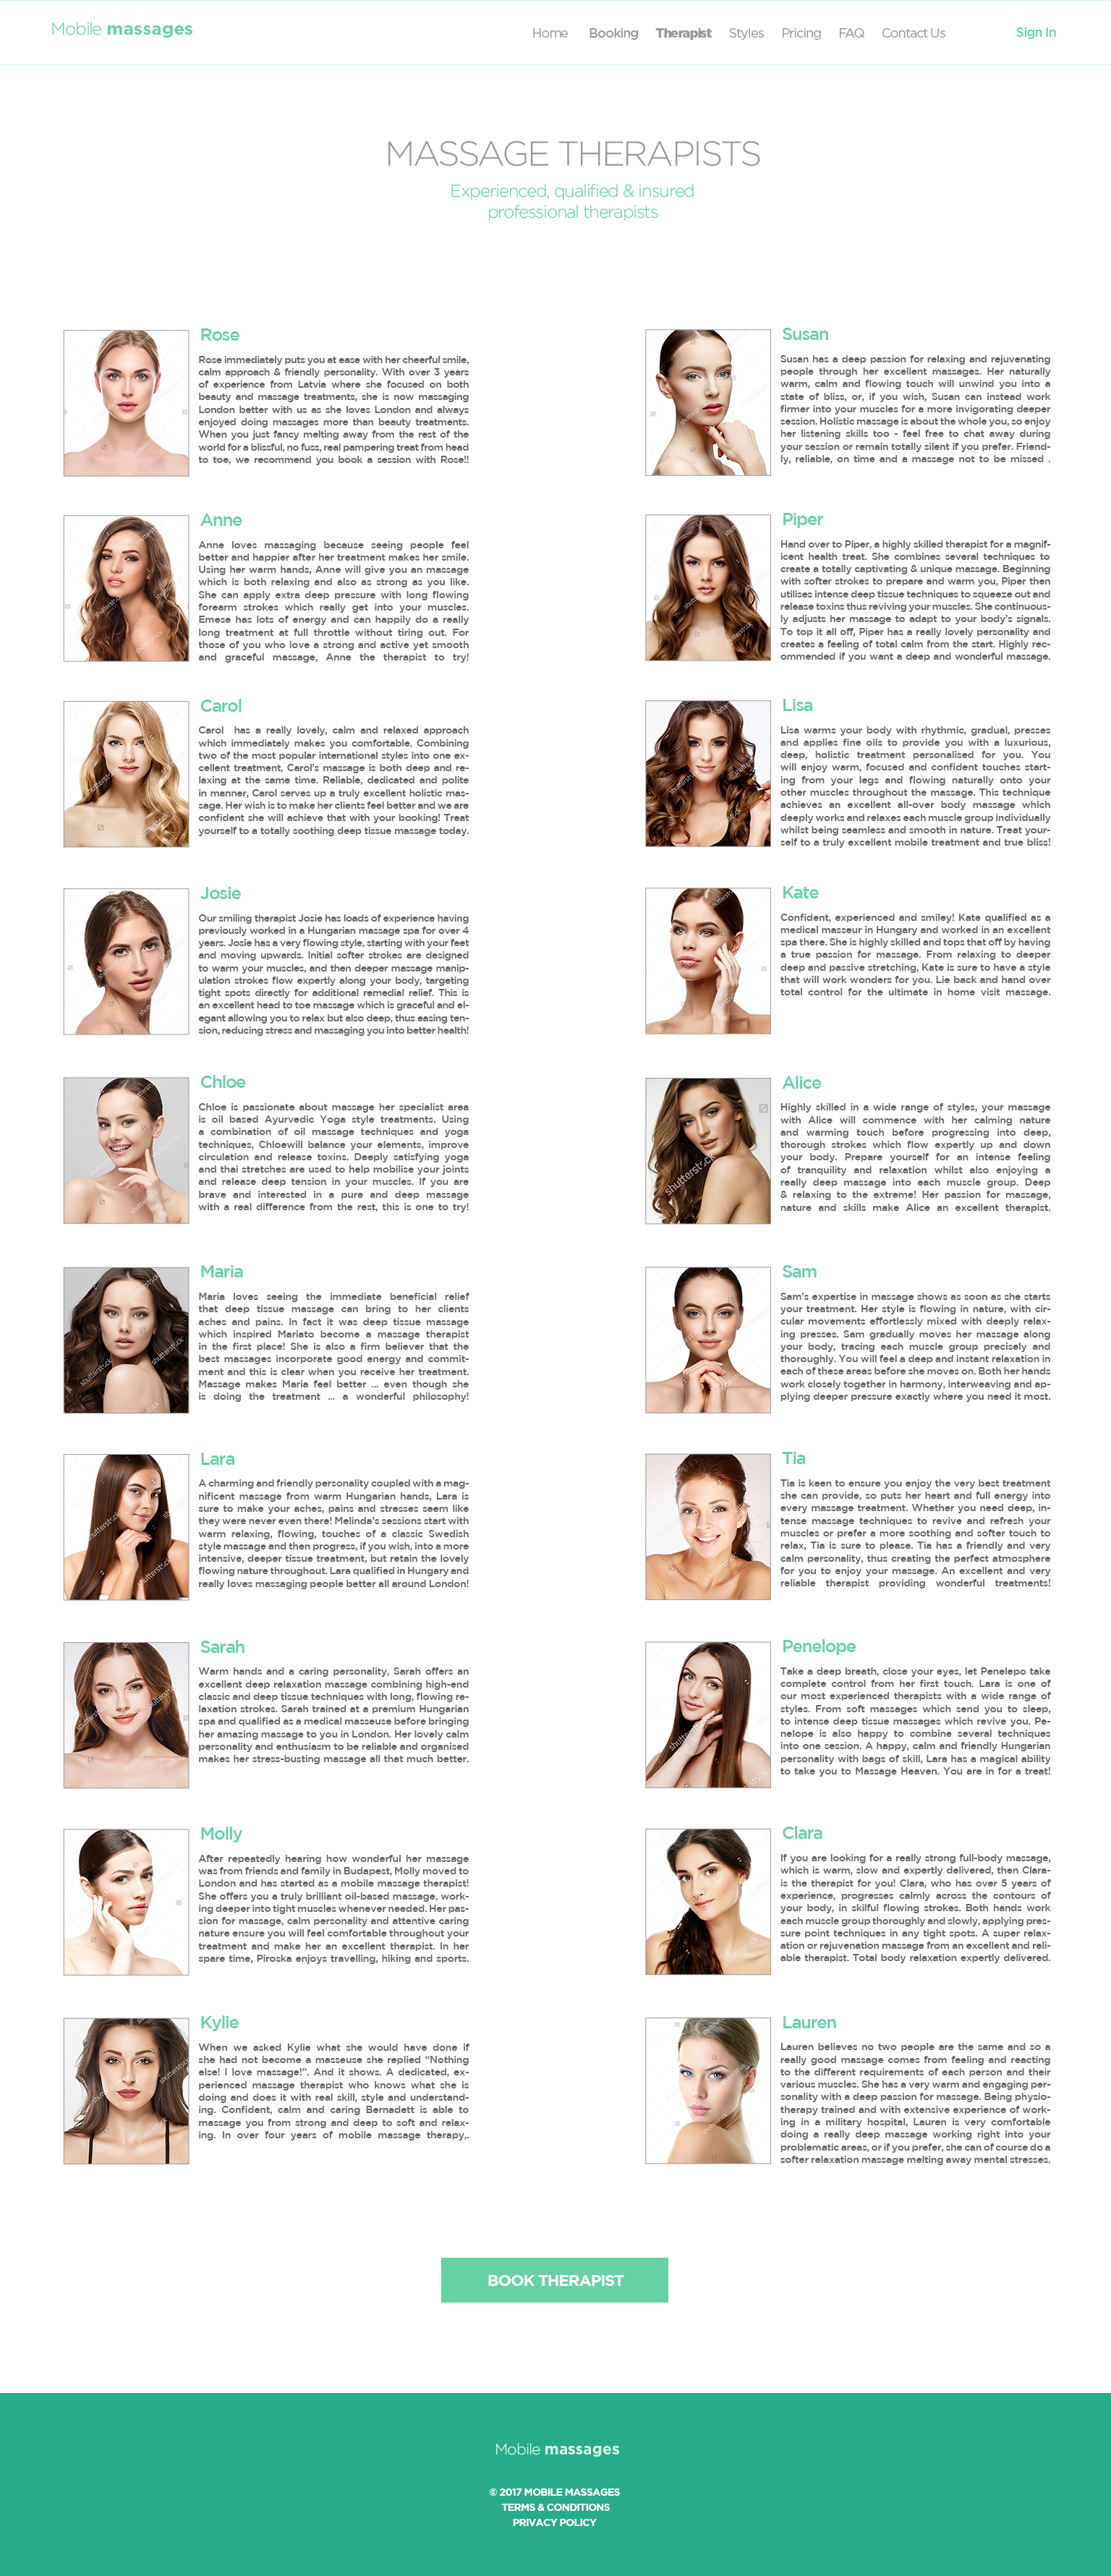 Mobile massages
Home Booking Therapist Styles Pricing FAQ Contact Us Sign In
MASSAGE THERAPISTS
Experienced, qualified & insured
professional therapists
Rose
Rose immediately puts you at ease with her cheerful smile,
calm approach & friendly personality. With over 3 years
of experience from Latvia where she focused on both
beauty and massage treatments, she is now massaging
London better with us as she loves London and always
enjoyed doing massages more than beauty treatments.
When you just fancy melting away from the rest of the
world for a blissful, no fuss, real pampering treat from head
to toe, we recommend you book a session with Rose!!
Susan
Susan has a deep passion for relaxing and rejuvenating
people through her excellent massages. Her naturally
warm, calm and flowing touch will unwind you into a
state of bliss, or, if you wish, Susan can instead work
firmer into your muscles for a more invigorating deeper
session. Holistic massage is about the whole you, so enjoy
her listening skills too - feel free to chat away during
your session or remain totally silent if you prefer. Friend-
ly, reliable, on time and a massage not to be missed .
Anne
Anne loves massaging because seeing people feel
better and happier after her treatment makes her smile.
Using her warm hands, Anne will give you an massage
which is both relaxing and also as strong as you like.
She can apply extra deep pressure with long flowing
forearm strokes which really get into your muscles.
Emese has lots of energy and can happily do a really
long treatment at full throttle without tiring out. For
those of you who love a strong and active yet smooth
and graceful massage, Anne the therapist to try!
Piper
Hand over to Piper, a highly skilled therapist for a magnif-
icent health treat. She combines several techniques to
create a totally captivating & unique massage. Beginning
with softer strokes to prepare and warm you, Piper then
utilises intense deep tissue techniques to squeeze out and
release toxins thus reviving your muscles. She continuous-
ly adjusts her massage to adapt to your body's signals.
To top it all off, Piper has a really lovely personality and
creates a feeling of total calm from the start. Highly rec-
ommended if you want a deep and wonderful massage.
Carol
Carol has a really lovely, calm and relaxed approach
which immediately makes you comfortable. Combining
two of the most popular international styles into one ex-
cellent treatment, Carol's massage is both deep and re-
laxing at the same time. Reliable, dedicated and polite
in manner, Carol serves up a truly excellent holistic mas-
sage. Her wish is to make her clients feel better and we are
confident she will achieve that with your booking! Treat
yourself to a totally soothing deep tissue massage today.
Lisa
Lisa warms your body with rhythmic, gradual, presses
and applies fine oils to provide you with a luxurious,
deep, holistic treatment personalised for you. You
will enjoy warm, focused and confident touches start-
ing from your legs and flowing naturally onto your
other muscles throughout the massage. This technique
achieves an excellent all-over body massage which
deeply works and relaxes each muscle group individually
whilst being seamless and smooth in nature. Treat your-
self to a truly excellent mobile treatment and true bliss!
Josie
Our smiling therapist Josie has loads of experience having
previously worked in a Hungarian massage spa for over 4
years. Josie has a very flowing style, starting with your feet
and moving upwards. Initial softer strokes are designed
to warm your muscles, and then deeper massage manip-
ulation strokes flow expertly along your body, targeting
tight spots directly for additional remedial relief. This is
an excellent head to toe massage which is graceful and el-
egant allowing you to relax but also deep, thus easing ten-
sion, reducing stress and massaging you into better health!
Kate
Confident, experienced and smiley! Kate qualified as a
medical masseur in Hungary and worked in an excellent
spa there. She is highly skilled and tops that off by having
a true passion for massage. From relaxing to deeper
deep and passive stretching, Kate is sure to have a style
that will work wonders for you. Lie back and hand over
total control for the ultimate in home visit massage.
Chloe
Chloe is passionate about massage her specialist area
is oil based Ayurvedic Yoga style treatments. Using
a combination of oil massage techniques and yoga
techniques, Chloewill balance your elements, improve
circulation and release toxins. Deeply satisfying yoga
and thai stretches are used to help mobilise your joints
and release deep tension in your muscles. If you are
brave and interested in a pure and deep massage
with a real difference from the rest, this is one to try!
Alice
Highly skilled in a wide range of styles, your massage
with Alice will commence with her calming nature
and warming touch before progressing into deep,
thorough strokes which flow expertly up and down
your body. Prepare yourself for an intense feeling
of tranquility and relaxation whilst also enjoying a
really deep massage into each muscle group. Deep
& relaxing to the extreme! Her passion for massage,
nature and skills make Alice an excellent therapist.
Maria
Maria loves seeing the immediate beneficial relief
that deep tissue massage can bring to her clients
aches and pains. In fact it was deep tissue massage
which inspired Mariato become a massage therapist
in the first place! She is also a firm believer that the
best massages incorporate good energy and commit-
ment and this is clear when you receive her treatment.
Massage makes Maria feel better ... even though she
is doing the treatment ... a wonderful philosophy!
Sam
Sam's expertise in massage shows as soon as she starts
your treatment. Her style is flowing in nature, with cir-
cular movements effortlessly mixed with deeply relax-
ing presses. Sam gradually moves her massage along
your body, tracing each muscle group precisely and
thoroughly. You will feel a deep and instant relaxation in
each of these areas before she moves on. Both her hands
work closely together in harmony, interweaving and ap-
plying deeper pressure exactly where you need it most.
Lara
A charming and friendly personality coupled with a mag-
nificent massage from warm Hungarian hands, Lara is
sure to make your aches, pains and stresses seem like
they were never even there! Melinda's sessions start with
warm relaxing, flowing, touches of a classic Swedish
style massage and then progress, if you wish, into a more
intensive, deeper tissue treatment, but retain the lovely
flowing nature throughout. Lara qualified in Hungary and
really loves massaging people better all around London!
Tia
Tia is keen to ensure you enjoy the very best treatment
she can provide, so puts her heart and full energy into
every massage treatment. Whether you need deep, in-
tense massage techniques to revive and refresh your
muscles or prefer a more soothing and softer touch to
relax, Tia is sure to please. Tia has a friendly and very
calm personality, thus creating the perfect atmosphere
for you to enjoy your massage. An excellent and very
reliable therapist providing wonderful treatments!
Sarah
Warm hands and a caring personality, Sarah offers an
excellent deep relaxation massage combining high-end
classic and deep tissue techniques with long, flowing re-
laxation strokes. Sarah trained at a premium Hungarian
spa and qualified as a medical masseuse before bringing
her amazing massage to you in London. Her lovely calm
personality and enthusiasm to be reliable and organised
makes her stress-busting massage all that much better.
Penelope
Take a deep breath, close your eyes, let Penelepo take
complete control from her first touch. Lara is one of
our most experienced therapists with a wide range of
styles. From soft massages which send you to sleep,
to intense deep tissue massages which revive you. Pe-
nelope is also happy to combine several techniques
into one session. A happy, calm and friendly Hungarian
personality with bags of skill, Lara has a magical ability
to take you to Massage Heaven. You are in for a treat!
Molly
After repeatedly hearing how wonderful her massage
was from friends and family in Budapest, Molly moved to
London and has started as a mobile massage therapist!
She offers you a truly brilliant oil-based massage, work-
ing deeper into tight muscles whenever needed. Her pas-
sion for massage, calm personality and attentive caring
nature ensure you will feel comfortable throughout your
treatment and make her an excellent therapist. In her
spare time, Piroska enjoys travelling, hiking and sports.
Clara
If you are looking for a really strong full-body massage,
which is warm, slow and expertly delivered, then Clara-
is the therapist for you! Clara, who has over 5 years of
experience, progresses calmly across the contours of
your body, in skilful flowing strokes. Both hands work
each muscle group thoroughly and slowly, applying pres-
sure point techniques in any tight spots. A super relax-
ation or rejuvenation massage from an excellent and reli-
able therapist. Total body relaxation expertly delivered.
Kylie
When we asked Kylie what she would have done if
she had not become a masseuse she replied “Nothing
else! I love massage!”. And it shows. A dedicated, ex-
perienced massage therapist who knows what she is
doing and does it with real skill, style and understand-
ing. Confident, calm and caring Bernadett is able to
massage you from strong and deep to soft and relax-
ing. In over four years of mobile massage therapy,.
Lauren
Lauren believes no two people are the same and so a
really good massage comes from feeling and reacting
to the different requirements of each person and their
various muscles. She has a very warm and engaging per-
sonality with a deep passion for massage. Being physio-
therapy trained and with extensive experience of work-
ing in a military hospital, Lauren is very comfortable
doing a really deep massage working right into your
problematic areas, or if you prefer, she can of course do a
softer relaxation massage melting away mental stresses.
BOOK THERAPIST
Mobile massages
© 2017 MOBILE MASSAGES
TERMS & CONDITIONS
PRIVACY POLICY